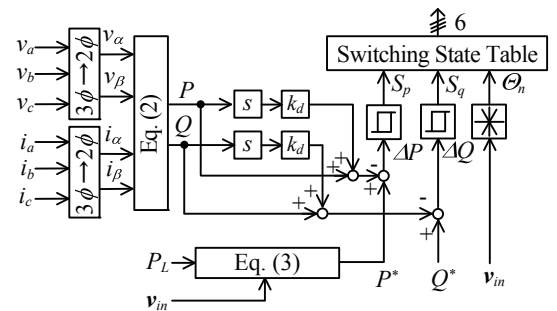 6
Switching State Table
v_a
v_b
v_c
3ϕ→2ϕ
v_α
v_β
i_a
i_b
i_c
3ϕ→2ϕ
i_α
i_β
Eq. (2)
P
Q
s
k_d
s
k_d
S_p
S_q
Θ_n
ΔP
ΔQ
+
+
+
+
-
+
-
+
P_L
Eq. (3)
v_in
P*
Q*
v_in